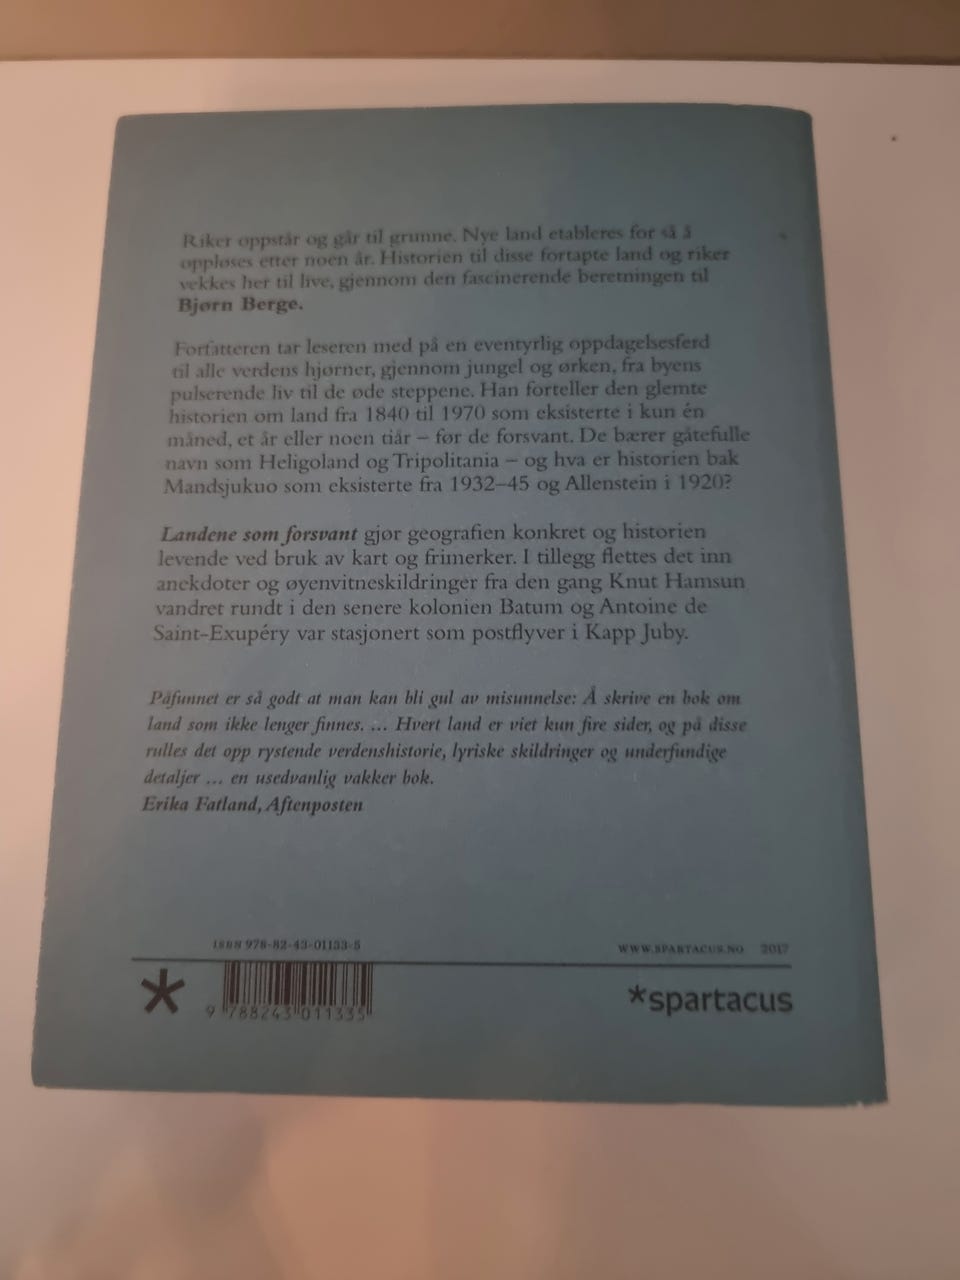 Riker oppstår og går til grunne. Nye land etableres for så å
oppløses etter noen år. Historien til disse fortapte land og riker
vekkes her til live, gjennom den fascinerende beretningen til
Bjørn Berge.
Forfatteren tar leseren med på en eventyrlig oppdagelsesferd
til alle verdens hjørner, gjennom jungel og ørken, fra byens
pulserende liv til de øde steppene. Han forteller den glemte
historien om land fra 1840 til 1970 som eksisterte i kun én
måned, et år eller noen tiår – før de forsvant. De bærer gåtefulle
navn som Heligoland og Tripolitania – og hva er historien bak
Mandsjukuo som eksisterte fra 1932–45 og Allenstein i 1920?
Landene som forsvant gjør geografien konkret og historien
levende ved bruk av kart og frimerker. I tillegg flettes det inn
anekdoter og øyenvitneskildringer fra den gang Knut Hamsun
vandret rundt i den senere kolonien Batum og Antoine de
Saint-Exupéry var stasjonert som postflyver i Kapp Juby.
Påfunnet er så godt at man kan bli gul av misunnelse: Å skrive en bok om
land som ikke lenger finnes. ... Hvert land er viet kun fire sider, og på disse
rulles det opp rystende verdenshistorie, lyriske skildringer og underfundige
detaljer ... en usedvanlig vakker bok.
Erika Fatland, Aftenposten
ISBN 978-82-43-01133-5
WWW.SPARTACUS.NO 2017
9 788243 011335
*spartacus